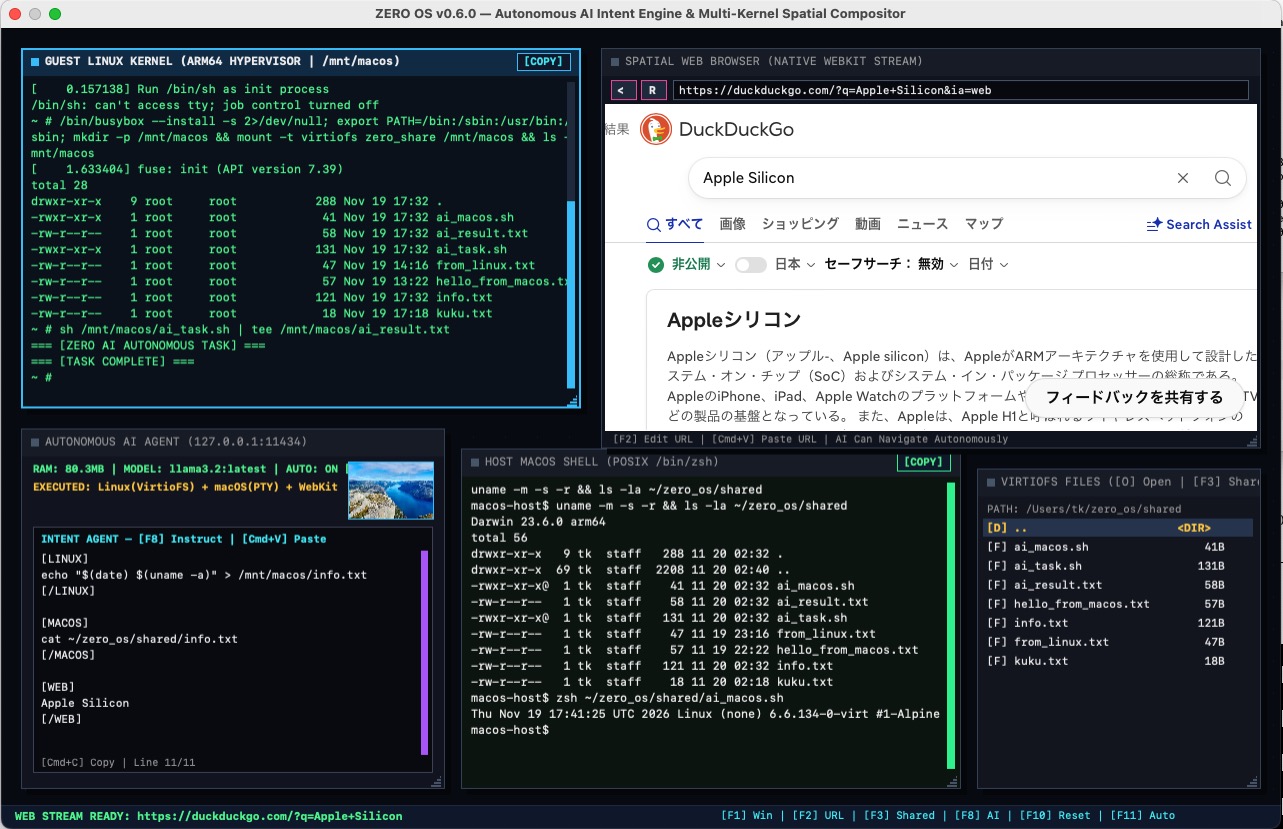 ZERO OS v0.6.0 — Autonomous AI Intent Engine & Multi-Kernel Spatial Compositor
GUEST LINUX KERNEL (ARM64 HYPERVISOR | /mnt/macos)
[COPY]
[    0.157138] Run /bin/sh as init process
/bin/sh: can't access tty; job control turned off
~ # /bin/busybox --install -s 2>/dev/null; export PATH=/bin:/sbin:/usr/bin:/
sbin; mkdir -p /mnt/macos && mount -t virtiofs zero_share /mnt/macos && ls -
mnt/macos
[    1.633404] fuse: init (API version 7.39)
total 28
drwxr-xr-x    9 root     root           288 Nov 19 17:32 .
-rwxr-xr-x    1 root     root            41 Nov 19 17:32 ai_macos.sh
-rw-r--r--    1 root     root            58 Nov 19 17:32 ai_result.txt
-rwxr-xr-x    1 root     root           131 Nov 19 17:32 ai_task.sh
-rw-r--r--    1 root     root            47 Nov 19 14:16 from_linux.txt
-rw-r--r--    1 root     root            57 Nov 19 13:22 hello_from_macos.t
-rw-r--r--    1 root     root           121 Nov 19 17:32 info.txt
-rw-r--r--    1 root     root            18 Nov 19 17:18 kuku.txt
~ # sh /mnt/macos/ai_task.sh | tee /mnt/macos/ai_result.txt
=== [ZERO AI AUTONOMOUS TASK] ===
=== [TASK COMPLETE] ===
~ #
SPATIAL WEB BROWSER (NATIVE WEBKIT STREAM)
< R https://duckduckgo.com/?q=Apple+Silicon&ia=web
結果 DuckDuckGo
Apple Silicon
すべて 画像 ショッピング 動画 ニュース マップ Search Assist
非公開 日本 セーフサーチ： 無効 日付
Appleシリコン
Appleシリコン（アップル-、Apple silicon）は、AppleがARMアーキテクチャを使用して設計した
ステム・オン・チップ（SoC）およびシステム・イン・パッケージ プロセッサーの総称である。
AppleのiPhone、iPad、Apple Watchのプラットフォームや TV
どの製品の基盤となっている。 また、Appleは、Apple H1と
フィードバックを共有する
[F2] Edit URL | [Cmd+V] Paste URL | AI Can Navigate Autonomously
AUTONOMOUS AI AGENT (127.0.0.1:11434)
RAM: 80.3MB | MODEL: llama3.2:latest | AUTO: ON |
EXECUTED: Linux(VirtioFS) + macOS(PTY) + WebKit
INTENT AGENT — [F8] Instruct | [Cmd+V] Paste
[LINUX]
echo "$(date) $(uname -a)" > /mnt/macos/info.txt
[/LINUX]
[MACOS]
cat ~/zero_os/shared/info.txt
[/MACOS]
[WEB]
Apple Silicon
[/WEB]
[Cmd+C] Copy | Line 11/11
HOST MACOS SHELL (POSIX /bin/zsh)
[COPY]
uname -m -s -r && ls -la ~/zero_os/shared
macos-host$ uname -m -s -r && ls -la ~/zero_os/shared
Darwin 23.6.0 arm64
total 56
drwxr-xr-x   9 tk  staff   288 11 20 02:32 .
drwxr-xr-x  69 tk  staff  2208 11 20 02:40 ..
-rwxr-xr-x@  1 tk  staff    41 11 20 02:32 ai_macos.sh
-rw-r--r--   1 tk  staff    58 11 20 02:32 ai_result.txt
-rwxr-xr-x@  1 tk  staff   131 11 20 02:32 ai_task.sh
-rw-r--r--   1 tk  staff    47 11 19 23:16 from_linux.txt
-rw-r--r--   1 tk  staff    57 11 19 22:22 hello_from_macos.txt
-rw-r--r--   1 tk  staff   121 11 20 02:32 info.txt
-rw-r--r--   1 tk  staff    18 11 20 02:18 kuku.txt
macos-host$ zsh ~/zero_os/shared/ai_macos.sh
Thu Nov 19 17:41:25 UTC 2026 Linux (none) 6.6.134-0-virt #1-Alpine
macos-host$
VIRTIOFS FILES ([O] Open | [F3] Shar
PATH: /Users/tk/zero_os/shared
[D] .. <DIR>
[F] ai_macos.sh 41B
[F] ai_task.sh 131B
[F] ai_result.txt 58B
[F] hello_from_macos.txt 57B
[F] info.txt 121B
[F] from_linux.txt 47B
[F] kuku.txt 18B
WEB STREAM READY: https://duckduckgo.com/?q=Apple+Silicon
[F1] Win | [F2] URL | [F3] Shared | [F8] AI | [F10] Reset | [F11] Auto